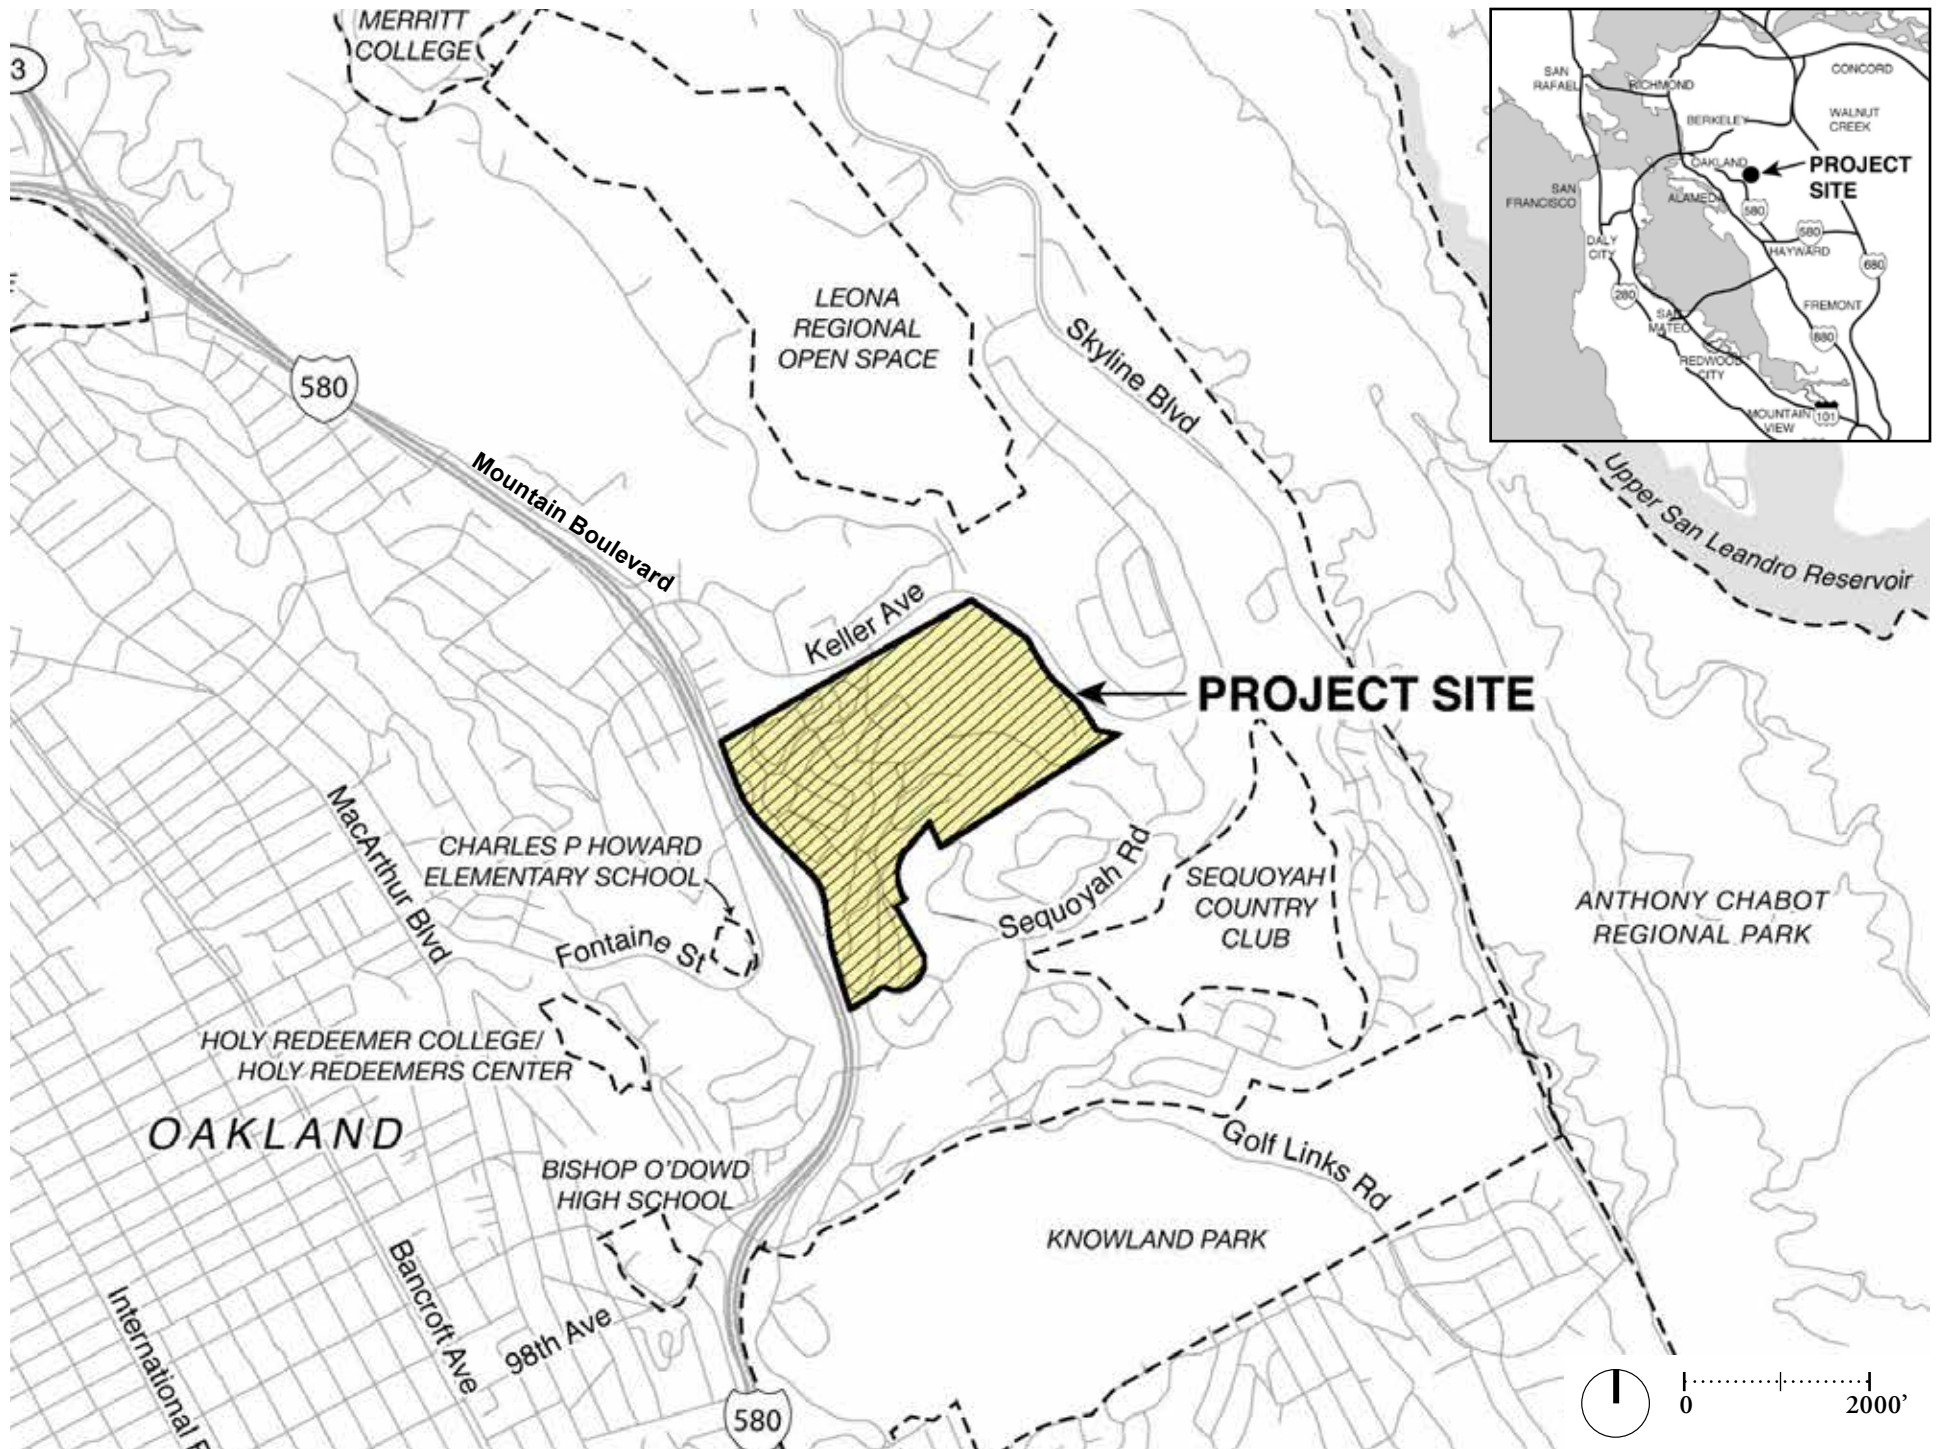 MERRITT
COLLEGE
3
580
Mountain Boulevard
LEONA
REGIONAL
OPEN SPACE
Skyline Blvd
SAN
RAFAEL
RICHMOND
CONCORD
BERKELEY
WALNUT
CREEK
OAKLAND
PROJECT
SITE
SAN
FRANCISCO
ALAMEDA
580
580
DALY
CITY
HAYWARD
680
280
FREMONT
SAN
MATEO
880
REDWOOD
CITY
MOUNTAIN
VIEW
101
Upper San Leandro Reservoir
Keller Ave
PROJECT SITE
MacArthur Blvd
CHARLES P HOWARD
ELEMENTARY SCHOOL
Fontaine St
Sequoyah Rd
SEQUOYAH
COUNTRY
CLUB
ANTHONY CHABOT
REGIONAL PARK
HOLY REDEEMER COLLEGE/
HOLY REDEEMERS CENTER
OAKLAND
BISHOP O'DOWD
HIGH SCHOOL
Golf Links Rd
KNOWLAND PARK
International
Bancroft Ave
98th Ave
580
0
2000'